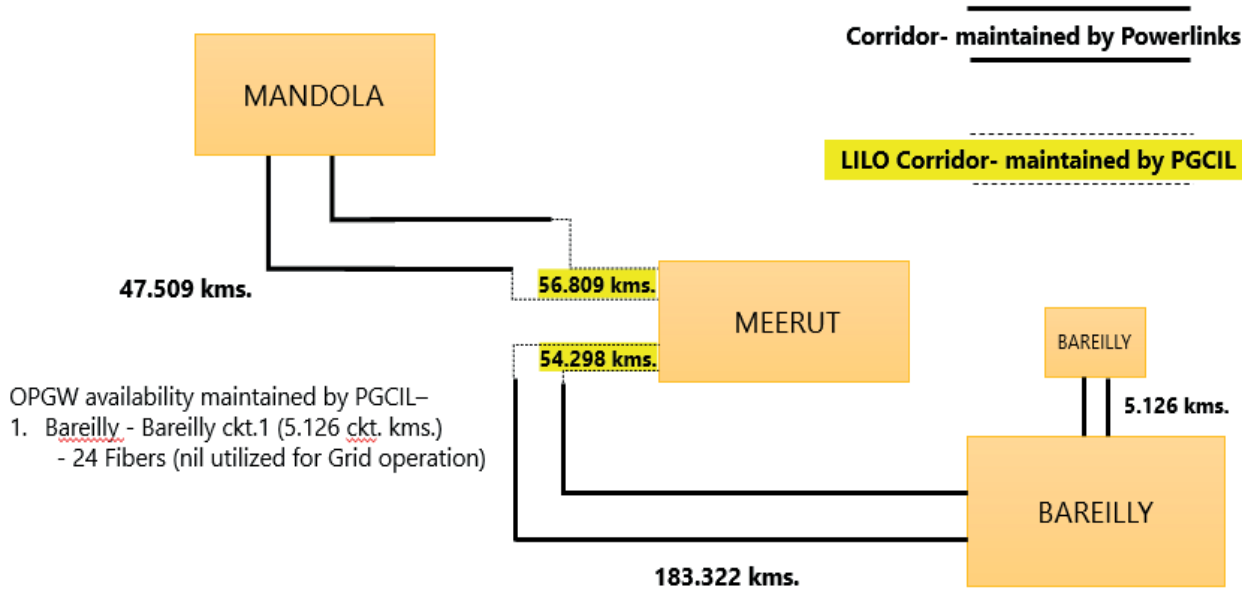 Corridor- maintained by Powerlinks
MANDOLA
LILO Corridor- maintained by PGCIL
47.509 kms.
56.809 kms.
MEERUT
54.298 kms.
BAREILLY
5.126 kms.
OPGW availability maintained by PGCIL–
1. Bareilly - Bareilly ckt.1 (5.126 ckt. kms.)
- 24 Fibers (nil utilized for Grid operation)
BAREILLY
183.322 kms.